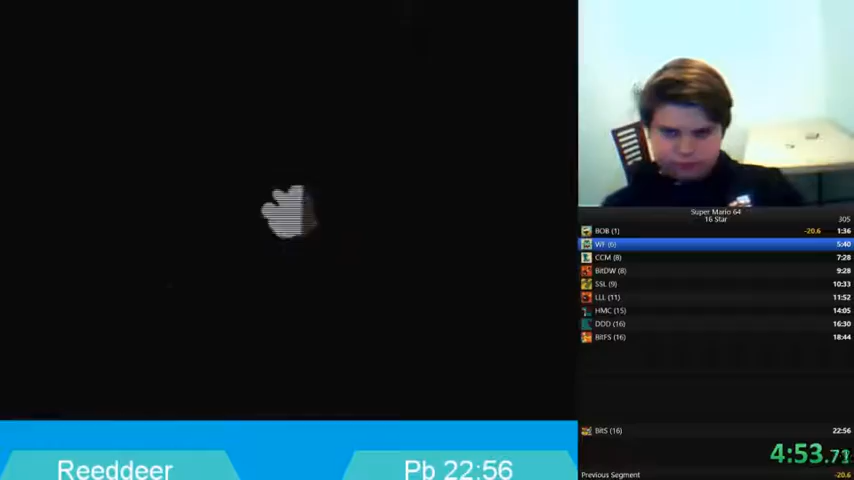 Super Mario 64
16 Star 305
BOB (1) -20.6 1:36
WF (6) 5:40
CCM (8) 7:28
BitDW (8) 9:28
SSL (9) 10:33
LLL (11) 11:52
HMC (15) 14:05
DDD (16) 16:30
BitFS (16) 18:44
BitS (16) 22:56
4:53.71
Previous Segment -20.6
Reeddeer Pb 22:56